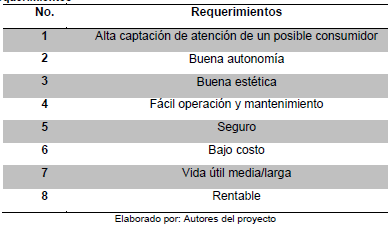 No. Requerimientos
1 Alta captación de atención de un posible consumidor
2 Buena autonomía
3 Buena estética
4 Fácil operación y mantenimiento
5 Seguro
6 Bajo costo
7 Vida útil media/larga
8 Rentable
Elaborado por: Autores del proyecto